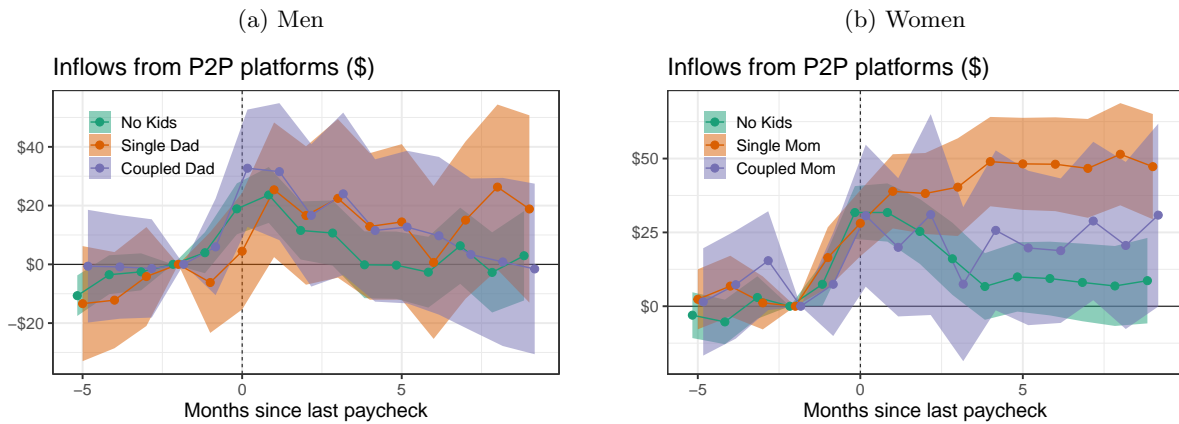 (a) Men
Inflows from P2P platforms ($)
No Kids
Single Dad
Coupled Dad
$40
$20
$0
−$20
−5
0
5
Months since last paycheck
(b) Women
Inflows from P2P platforms ($)
No Kids
Single Mom
Coupled Mom
$50
$25
$0
−5
0
5
Months since last paycheck